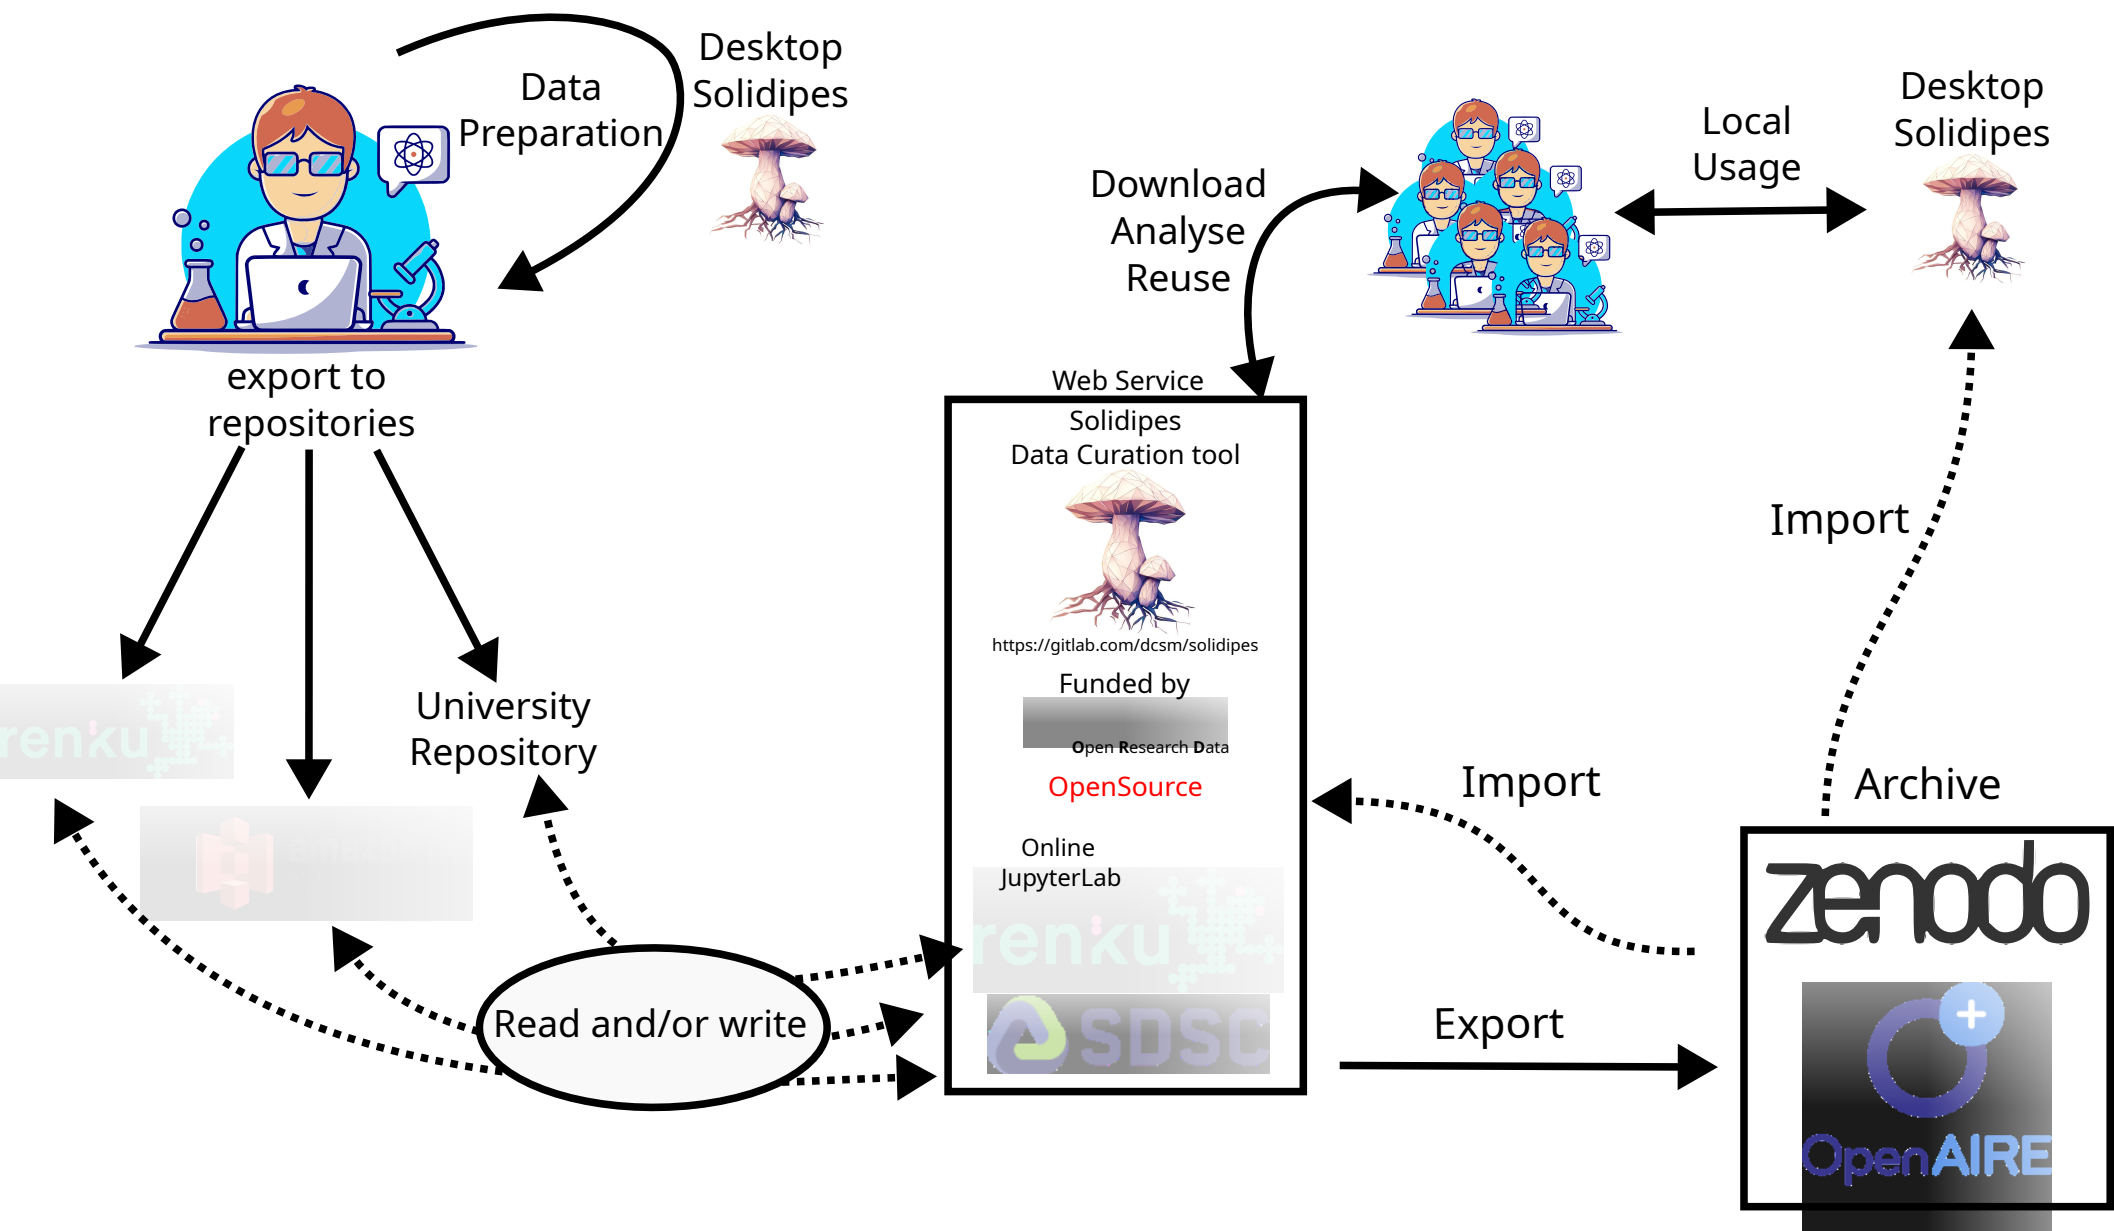 Desktop
Solidipes
Data
Preparation
export to
repositories
renku
University
Repository
Read and/or write
Download
Analyse
Reuse
Web Service
Solidipes
Data Curation tool
https://gitlab.com/dcsm/solidipes
Funded by
Open Research Data
OpenSource
Online
JupyterLab
renku
SDSC
Local
Usage
Desktop
Solidipes
Import
Import
Export
Archive
zenodo
OpenAIRE